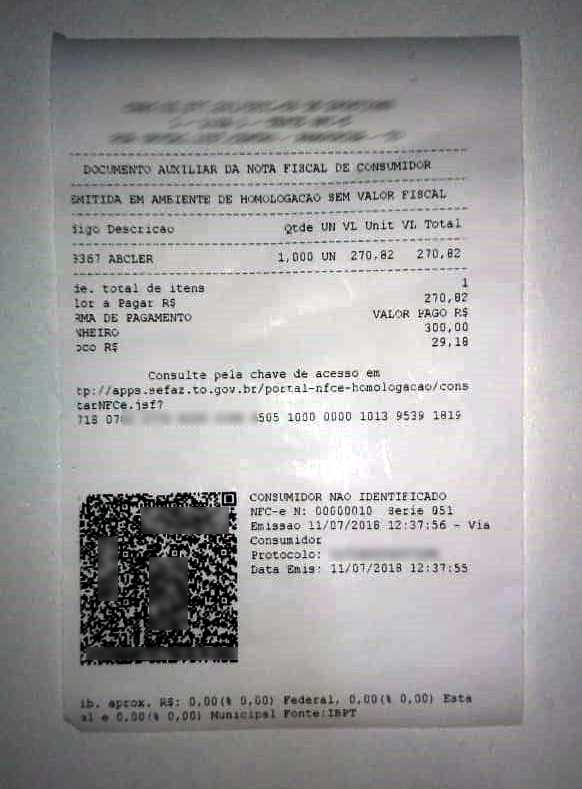 DOCUMENTO AUXILIAR DA NOTA FISCAL DE CONSUMIDOR
EMITIDA EM AMBIENTE DE HOMOLOGACAO SEM VALOR FISCAL
digo Descricao Qtde UN VL Unit VL Total
9367 ABCLER 1,000 UN 270,82 270,82
de. total de itens 1
lor a Pagar R$ 270,82
RMA DE PAGAMENTO VALOR PAGO R$
NHEIRO 300,00
oco R$ 29,18
Consulte pela chave de acesso em
tp://apps.sefaz.to.gov.br/portal-nfce-homologacao/cons
tarNFCe.jsf?
718 07 505 1000 0000 1013 9539 1819
CONSUMIDOR NAO IDENTIFICADO
NFC-e N: 00000010 Serie 051
Emissao 11/07/2018 12:37:56 - Via
Consumidor
Protocolo:
Data Emis: 11/07/2018 12:37:55
ib. aprox. R$: 0,00(% 0,00) Federal, 0,00(% 0,00) Esta
al e 0,00(% 0,00) Municipal Fonte:IBPT